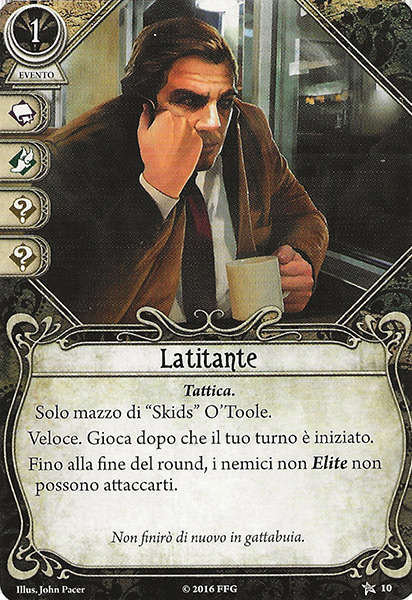 1
EVENTO
?
?
Latitante
Tattica.
Solo mazzo di “Skids” O’Toole.
Veloce. Gioca dopo che il tuo turno è iniziato.
Fino alla fine del round, i nemici non Elite non
possono attaccarti.
Non finirò di nuovo in gattabuia.
Illus. John Pacer © 2016 FFG 10